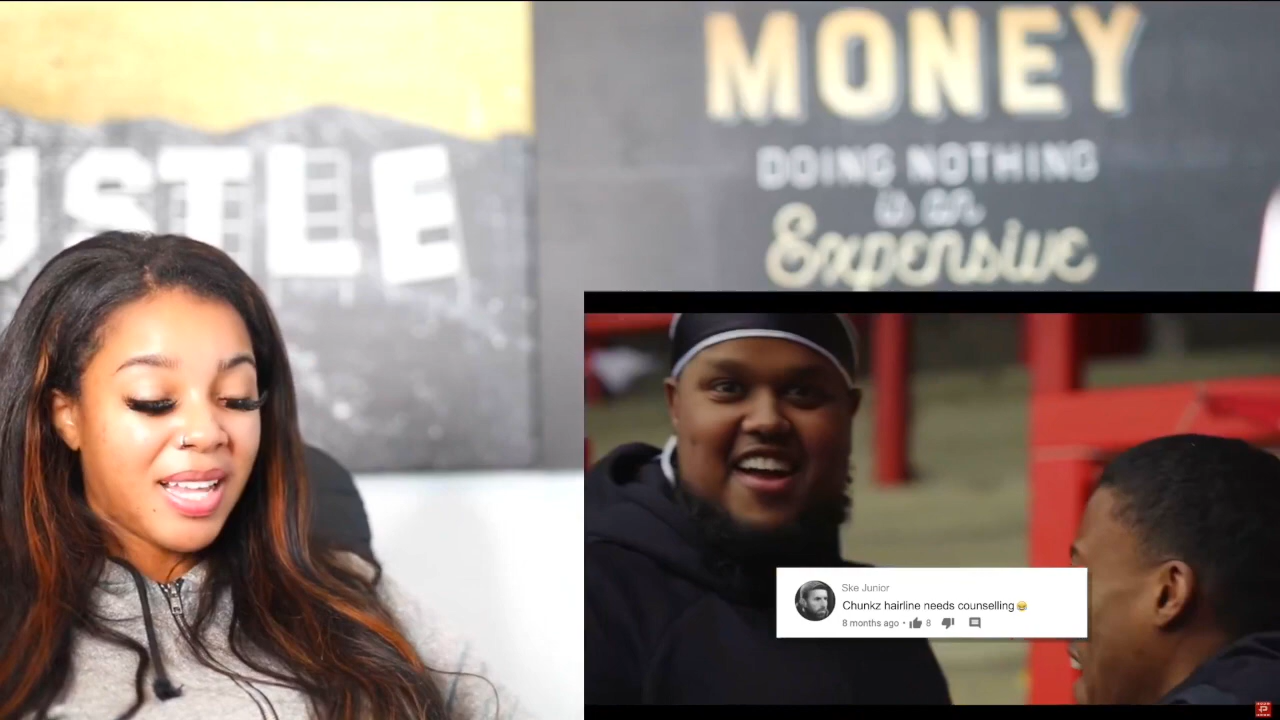 USTLE
MONEY
DOING NOTHING
is an
Expensive
Ske Junior
Chunkz hairline needs counselling😂
8 months ago • 8